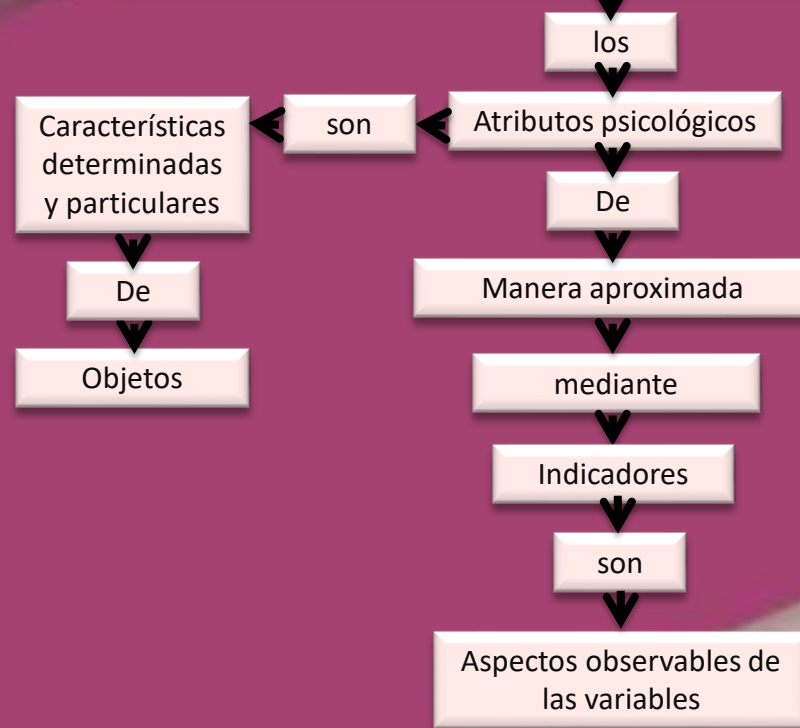 los
Atributos psicológicos
son
Características
determinadas
y particulares
De
Objetos
De
Manera aproximada
mediante
Indicadores
son
Aspectos observables de
las variables